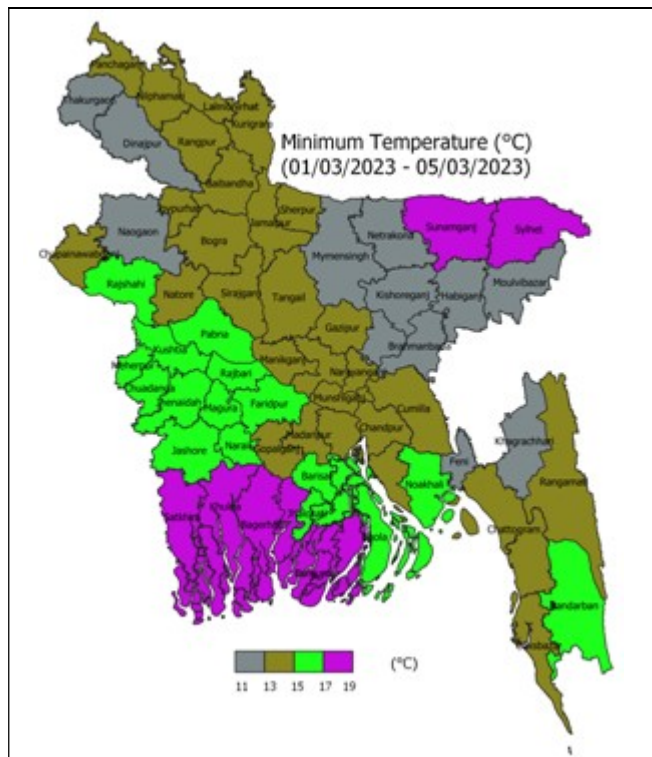 Panchagarh
Thakurgaon
Nilphamari
Lalmonirhat
Kurigram
Dinajpur
Rangpur
Minimum Temperature (°C)
(01/03/2023 - 05/03/2023)
Gaibandha
Sherpur
Jamalpur
Naogaon
Bogra
Netrakona
Sunamganj
Sylhet
Mymensingh
Moulvibazar
Habiganj
Kishoreganj
Rajshahi
Natore
Sirajganj
Tangail
Gazipur
Brahmanbaria
Pabna
Kushtia
Meherpur
Rajbari
Manikganj
Narayanganj
Chuadanga
Jhenaidah
Magura
Faridpur
Munshiganj
Cumilla
Chandpur
Khagrachhari
Jashore
Narail
Gopalganj
Madaripur
Feni
Rangamati
Barisal
Noakhali
Satkhira
Khulna
Bagerhat
Bhola
Chattogram
Bandarban
(°C)
11 13 15 17 19